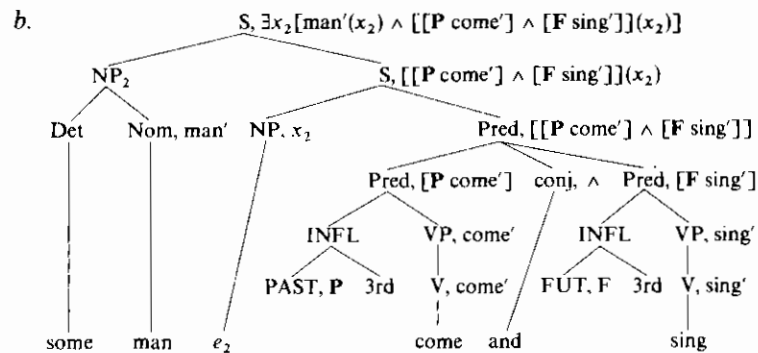 b. S, ∃x₂[man′(x₂) ∧ [[P come′] ∧ [F sing′]](x₂)]
NP₂ S, [[P come′] ∧ [F sing′]](x₂)
Det Nom, man′ NP, x₂ Pred, [[P come′] ∧ [F sing′]]
Pred, [P come′] conj, ∧ Pred, [F sing′]
INFL VP, come′ INFL VP, sing′
PAST, P 3rd V, come′ FUT, F 3rd V, sing′
some man e₂ come and sing